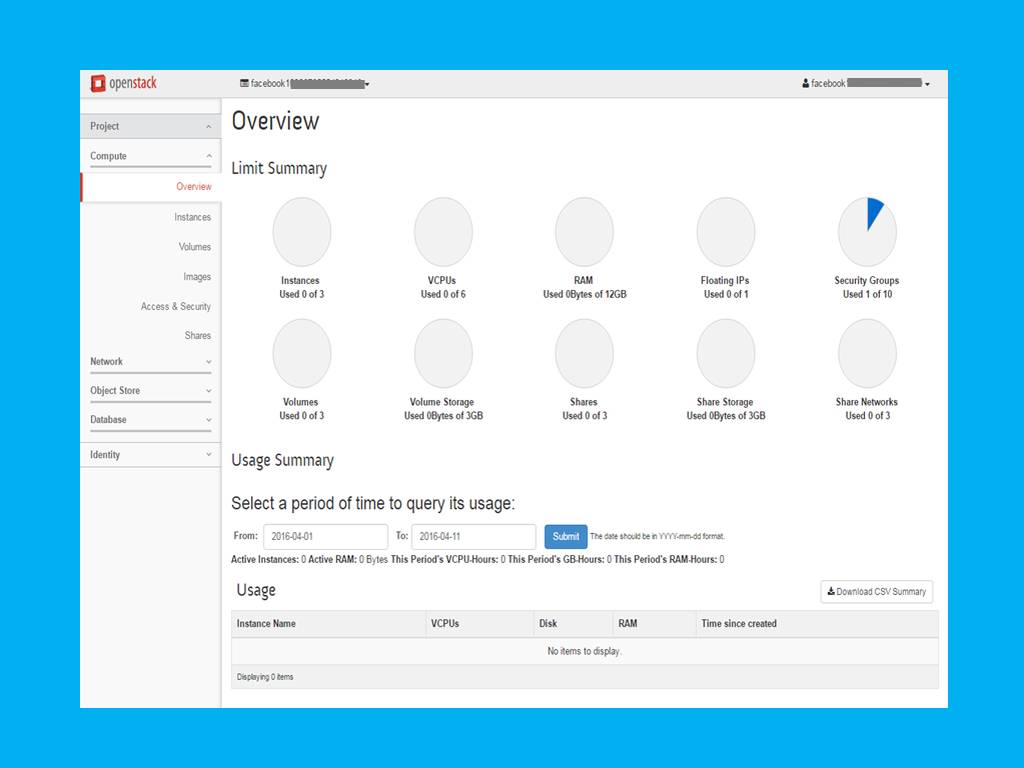 openstack
facebook1
facebook
Project
Compute
Overview
Instances
Volumes
Images
Access & Security
Shares
Network
Object Store
Database
Identity
Overview
Limit Summary
Instances
Used 0 of 3
VCPUs
Used 0 of 6
RAM
Used 0Bytes of 12GB
Floating IPs
Used 0 of 1
Security Groups
Used 1 of 10
Volumes
Used 0 of 3
Volume Storage
Used 0Bytes of 3GB
Shares
Used 0 of 3
Share Storage
Used 0Bytes of 3GB
Share Networks
Used 0 of 3
Usage Summary
Select a period of time to query its usage:
From: 2016-04-01 To: 2016-04-11 Submit The date should be in YYYY-mm-dd format.
Active Instances: 0 Active RAM: 0 Bytes This Period's VCPU-Hours: 0 This Period's GB-Hours: 0 This Period's RAM-Hours: 0
Usage
Download CSV Summary
Instance Name VCPUs Disk RAM Time since created
No items to display.
Displaying 0 items